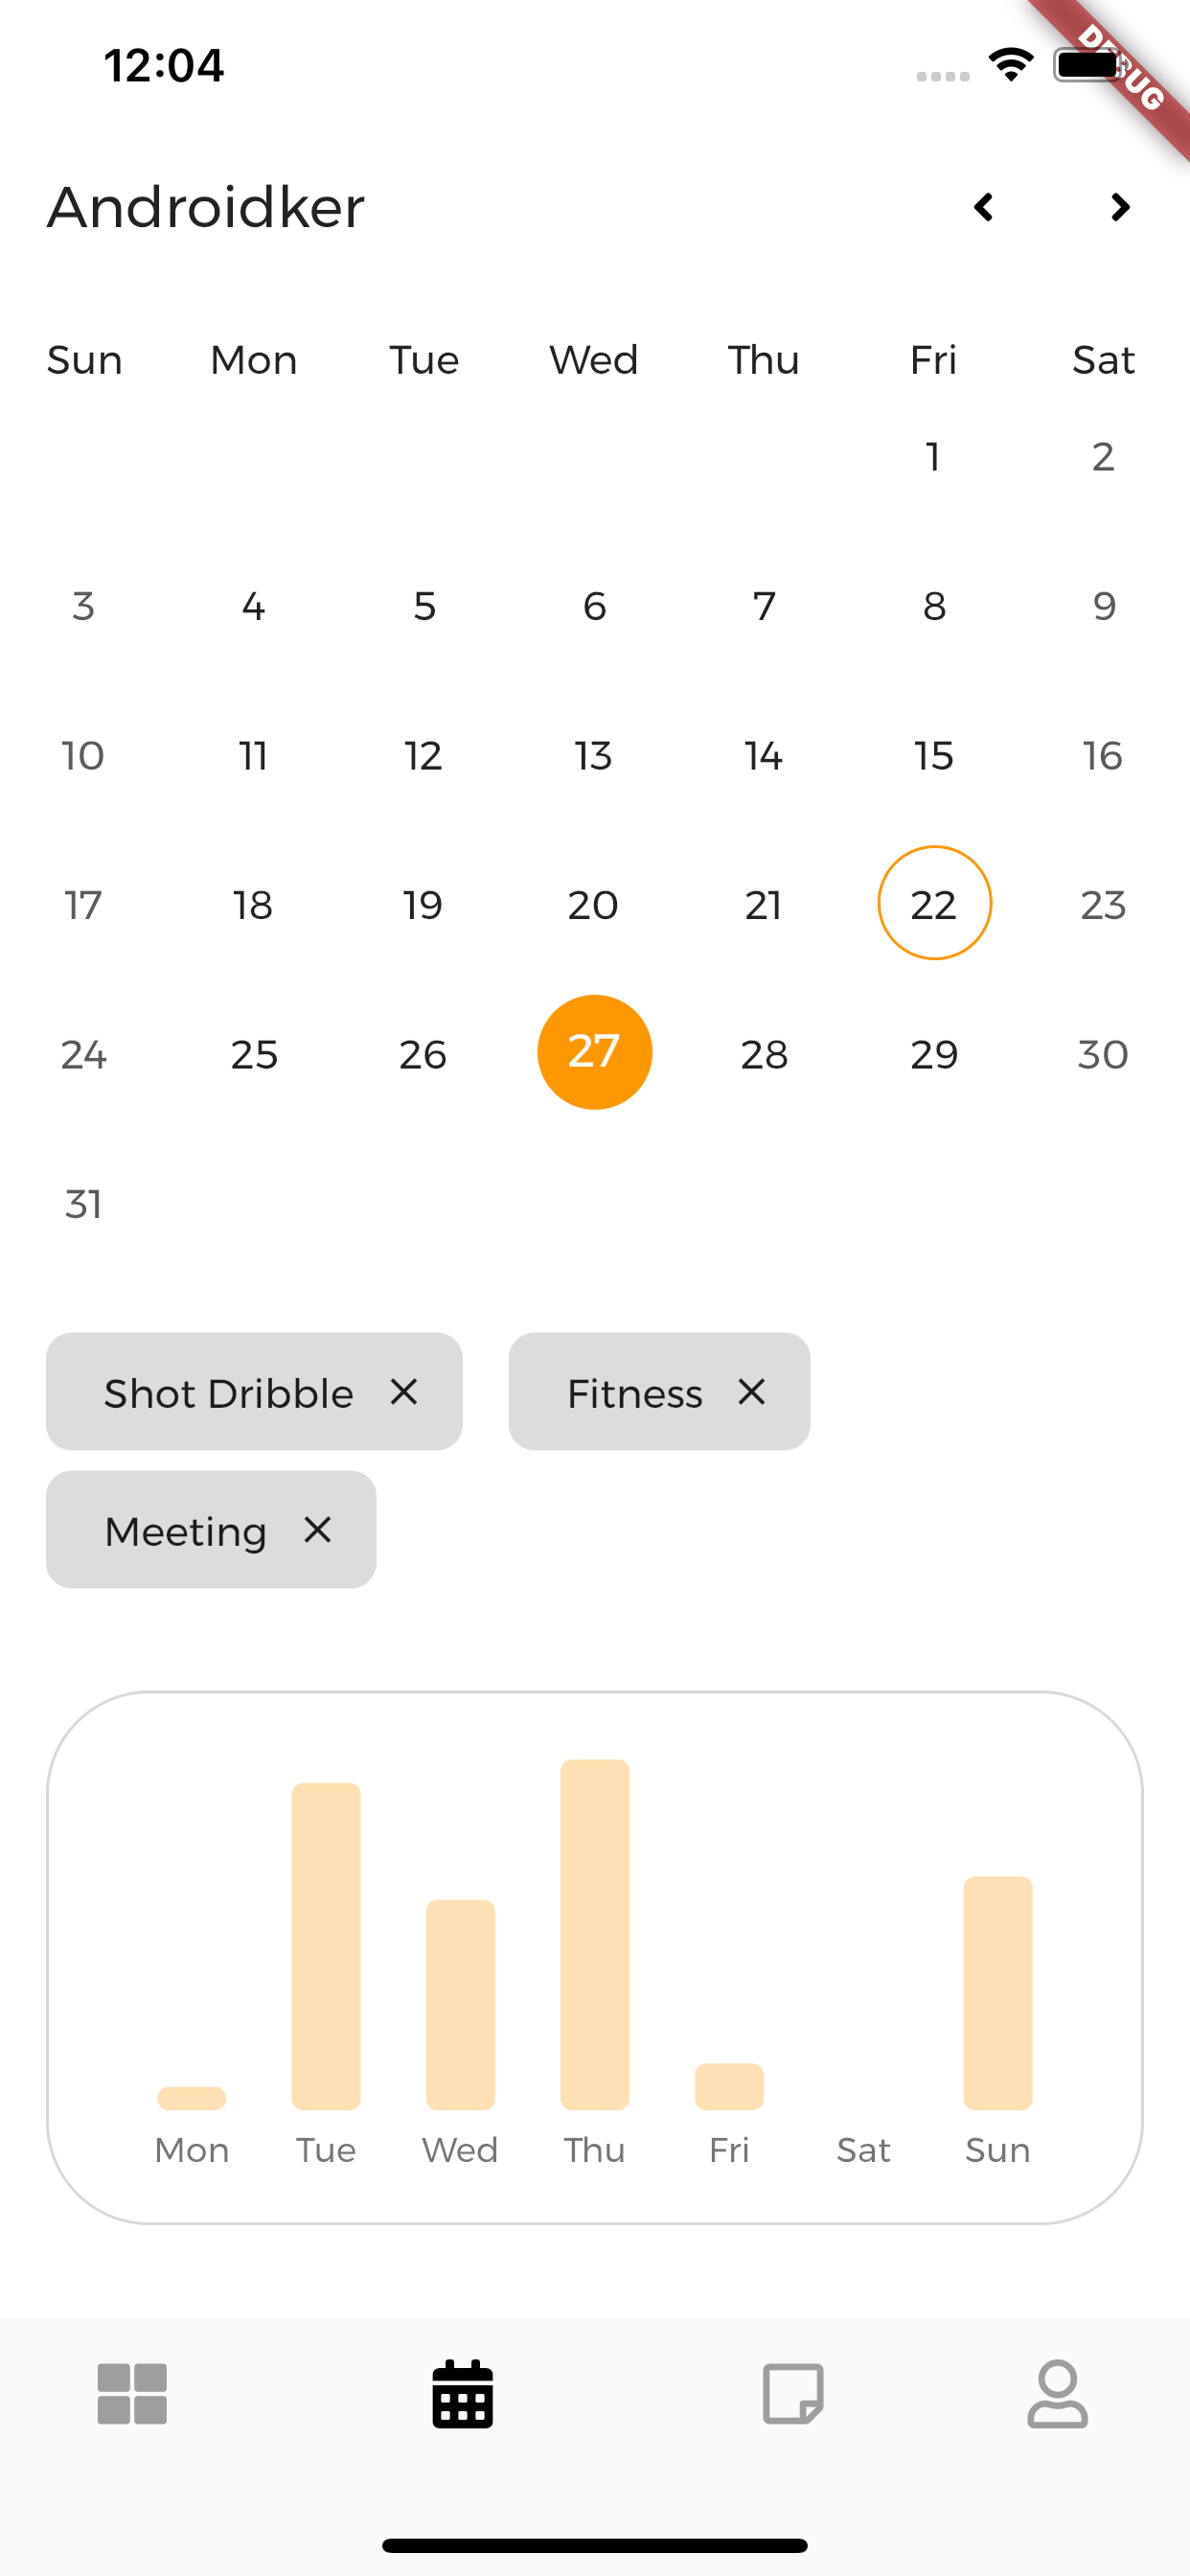 12:04
DEBUG
Androidker
Sun Mon Tue Wed Thu Fri Sat
1 2
3 4 5 6 7 8 9
10 11 12 13 14 15 16
17 18 19 20 21 22 23
24 25 26 27 28 29 30
31
Shot Dribble Fitness
Meeting
Mon Tue Wed Thu Fri Sat Sun